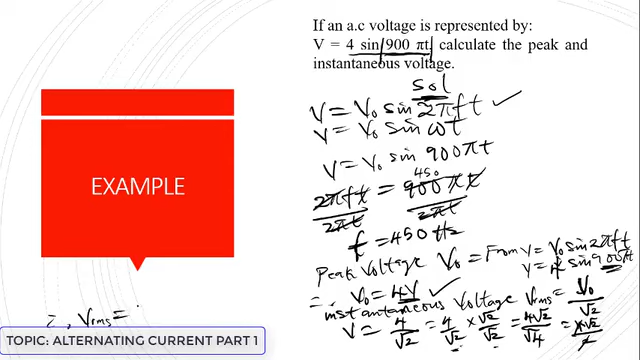 If an a.c voltage is represented by:
V = 4 sin(900 πt) calculate the peak and
instantaneous voltage.
sol
V = V₀ sin 2πft ✓
V = V₀ sin ωt
V = V₀ sin 900πt
450
2πft = 900πt
2πt 2πt
f = 450 Hz
Peak Voltage V₀ = From V = V₀ sin 2πft
V = 4 sin 900πt
∴ V₀ = 4V ✓
instantaneous voltage Vrms = V₀/√2
V = 4/√2 = 4/√2 × √2/√2 = 4√2/√4 =
EXAMPLE
∴, Vrms =
TOPIC: ALTERNATING CURRENT PART 1